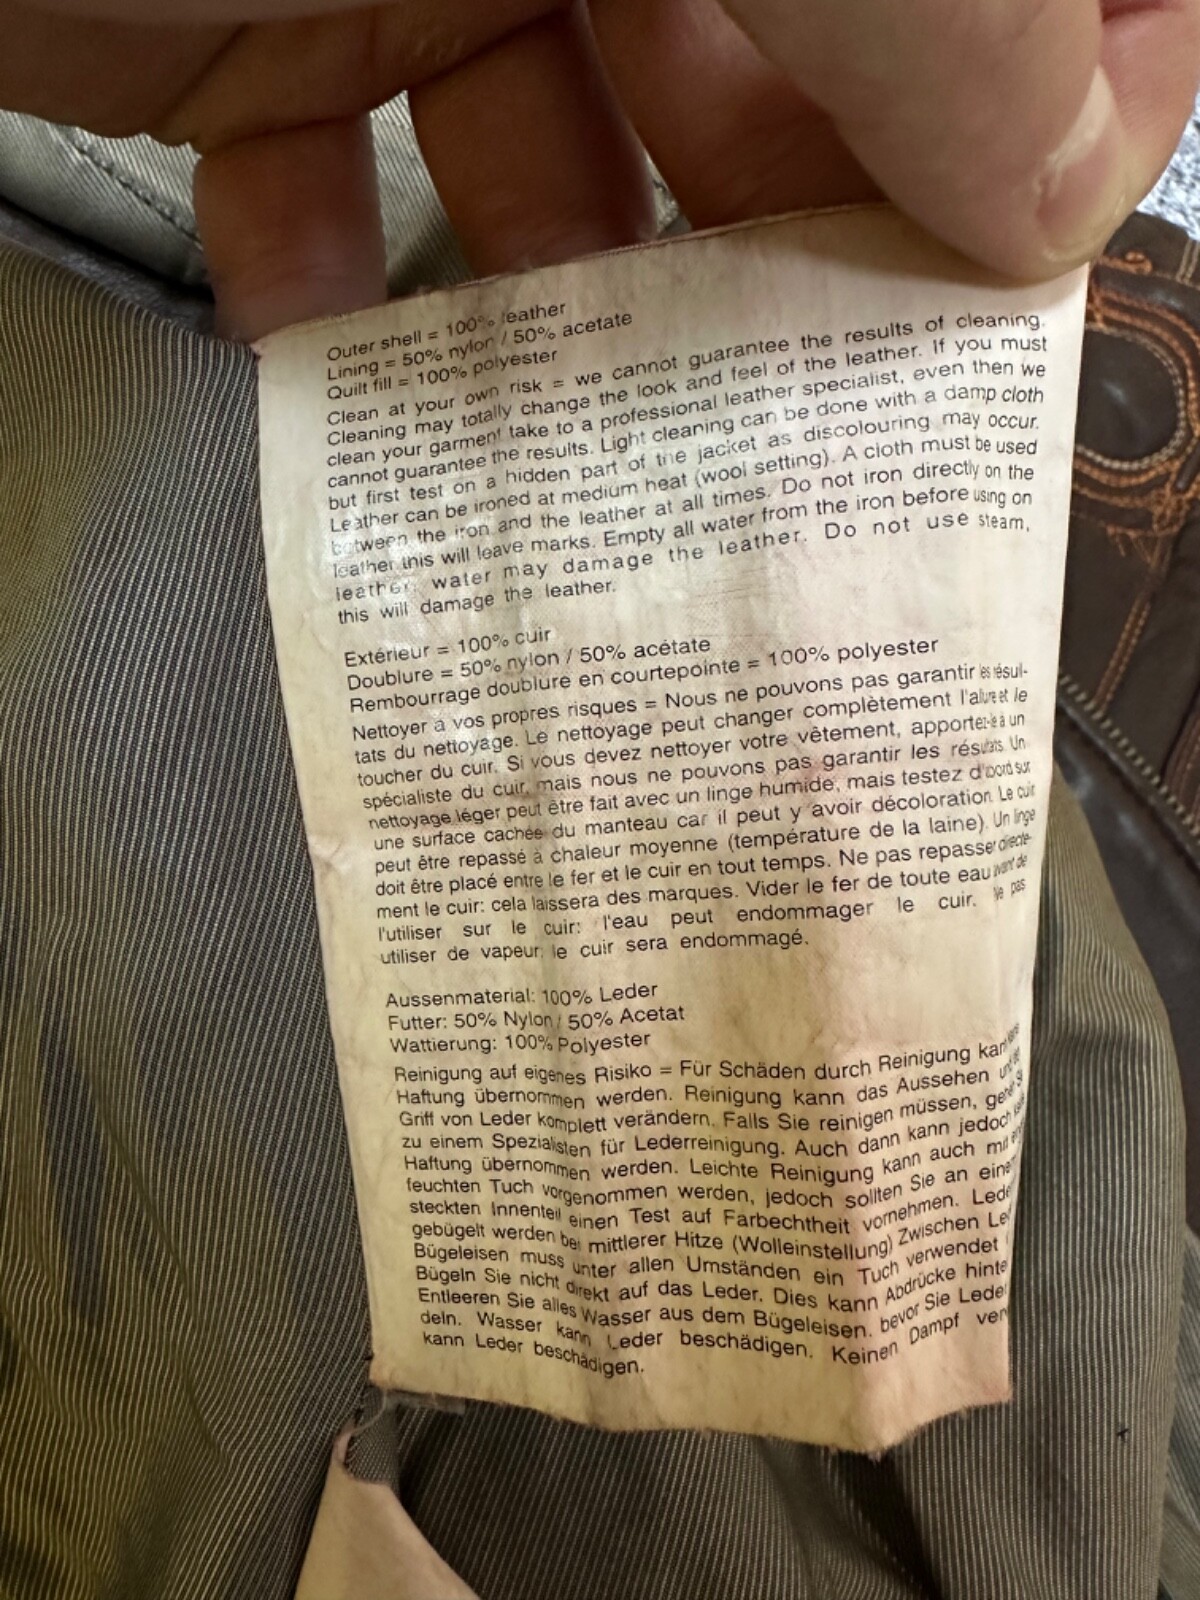 Outer shell = 100% leather
Lining = 50% nylon / 50% acetate
Quilt fill = 100% polyester
Clean at your own risk = we cannot guarantee the results of cleaning.
Cleaning may totally change the look and feel of the leather. If you must
clean your garment take to a professional leather specialist, even then we
cannot guarantee the results. Light cleaning can be done with a damp cloth
but first test on a hidden part of the jacket as discolouring may occur.
Leather can be ironed at medium heat (wool setting). A cloth must be used
between the iron and the leather at all times. Do not iron directly on the
leather this will leave marks. Empty all water from the iron before using on
leather: water may damage the leather. Do not use steam,
this will damage the leather.
Extérieur = 100% cuir
Doublure = 50% nylon / 50% acétate
Rembourrage doublure en courtepointe = 100% polyester
Nettoyer à vos propres risques = Nous ne pouvons pas garantir les résul-
tats du nettoyage. Le nettoyage peut changer complètement l'allure et le
toucher du cuir. Si vous devez nettoyer votre vêtement, apportez-le à un
spécialiste du cuir, mais nous ne pouvons pas garantir les résultats. Un
nettoyage léger peut être fait avec un linge humide, mais testez d'abord sur
une surface cachée du manteau car il peut y avoir décoloration. Le cuir
peut être repassé à chaleur moyenne (température de la laine). Un linge
doit être placé entre le fer et le cuir en tout temps. Ne pas repasser directe-
ment le cuir: cela laissera des marques. Vider le fer de toute eau avant de
l'utiliser sur le cuir: l'eau peut endommager le cuir. Ne pas
utiliser de vapeur: le cuir sera endommagé.
Aussenmaterial: 100% Leder
Futter: 50% Nylon / 50% Acetat
Wattierung: 100% Polyester
Reinigung auf eigenes Risiko = Für Schäden durch Reinigung kann keine
Haftung übernommen werden. Reinigung kann das Aussehen und
Griff von Leder komplett verändern. Falls Sie reinigen müssen, gehen Sie
zu einem Spezialisten für Lederreinigung. Auch dann kann jedoch keine
Haftung übernommen werden. Leichte Reinigung kann auch mit
feuchten Tuch vorgenommen werden, jedoch sollten Sie an
steckten Innenteil einen Test auf Farbechtheit vornehmen.
gebügelt werden bei mittlerer Hitze (Wolleinstellung) Zwischen
Bügeleisen muss unter allen Umständen ein Tuch verwendet
Bügeln Sie nicht direkt auf das Leder. Dies kann Abdrücke
Entleeren Sie alles Wasser aus dem Bügeleisen. bevor Sie Leder
deln. Wasser kann Leder beschädigen. Keinen Dampf
kann Leder beschädigen.